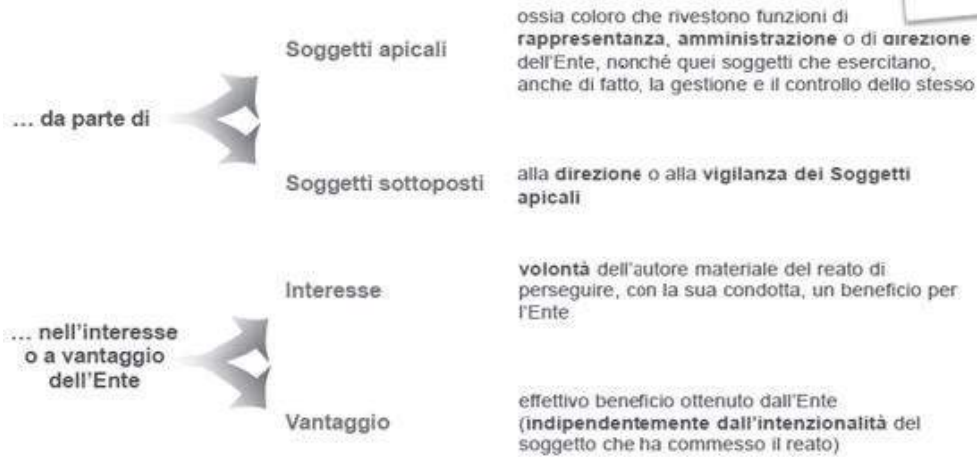 … da parte di
Soggetti apicali
ossia coloro che rivestono funzioni di
rappresentanza, amministrazione o di direzione
dell'Ente, nonché quei soggetti che esercitano,
anche di fatto, la gestione e il controllo dello stesso
Soggetti sottoposti
alla direzione o alla vigilanza dei Soggetti
apicali
… nell'interesse
o a vantaggio
dell'Ente
Interesse
volontà dell'autore materiale del reato di
perseguire, con la sua condotta, un beneficio per
l'Ente
Vantaggio
effettivo beneficio ottenuto dall'Ente
(indipendentemente dall'intenzionalità del
soggetto che ha commesso il reato)